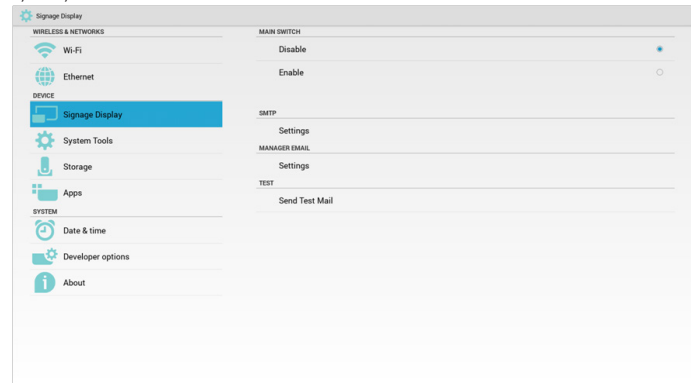 Signage Display
WIRELESS & NETWORKS
Wi-Fi
Ethernet
DEVICE
Signage Display
System Tools
Storage
Apps
SYSTEM
Date & time
Developer options
About
MAIN SWITCH
Disable
Enable
SMTP
Settings
MANAGER EMAIL
Settings
TEST
Send Test Mail